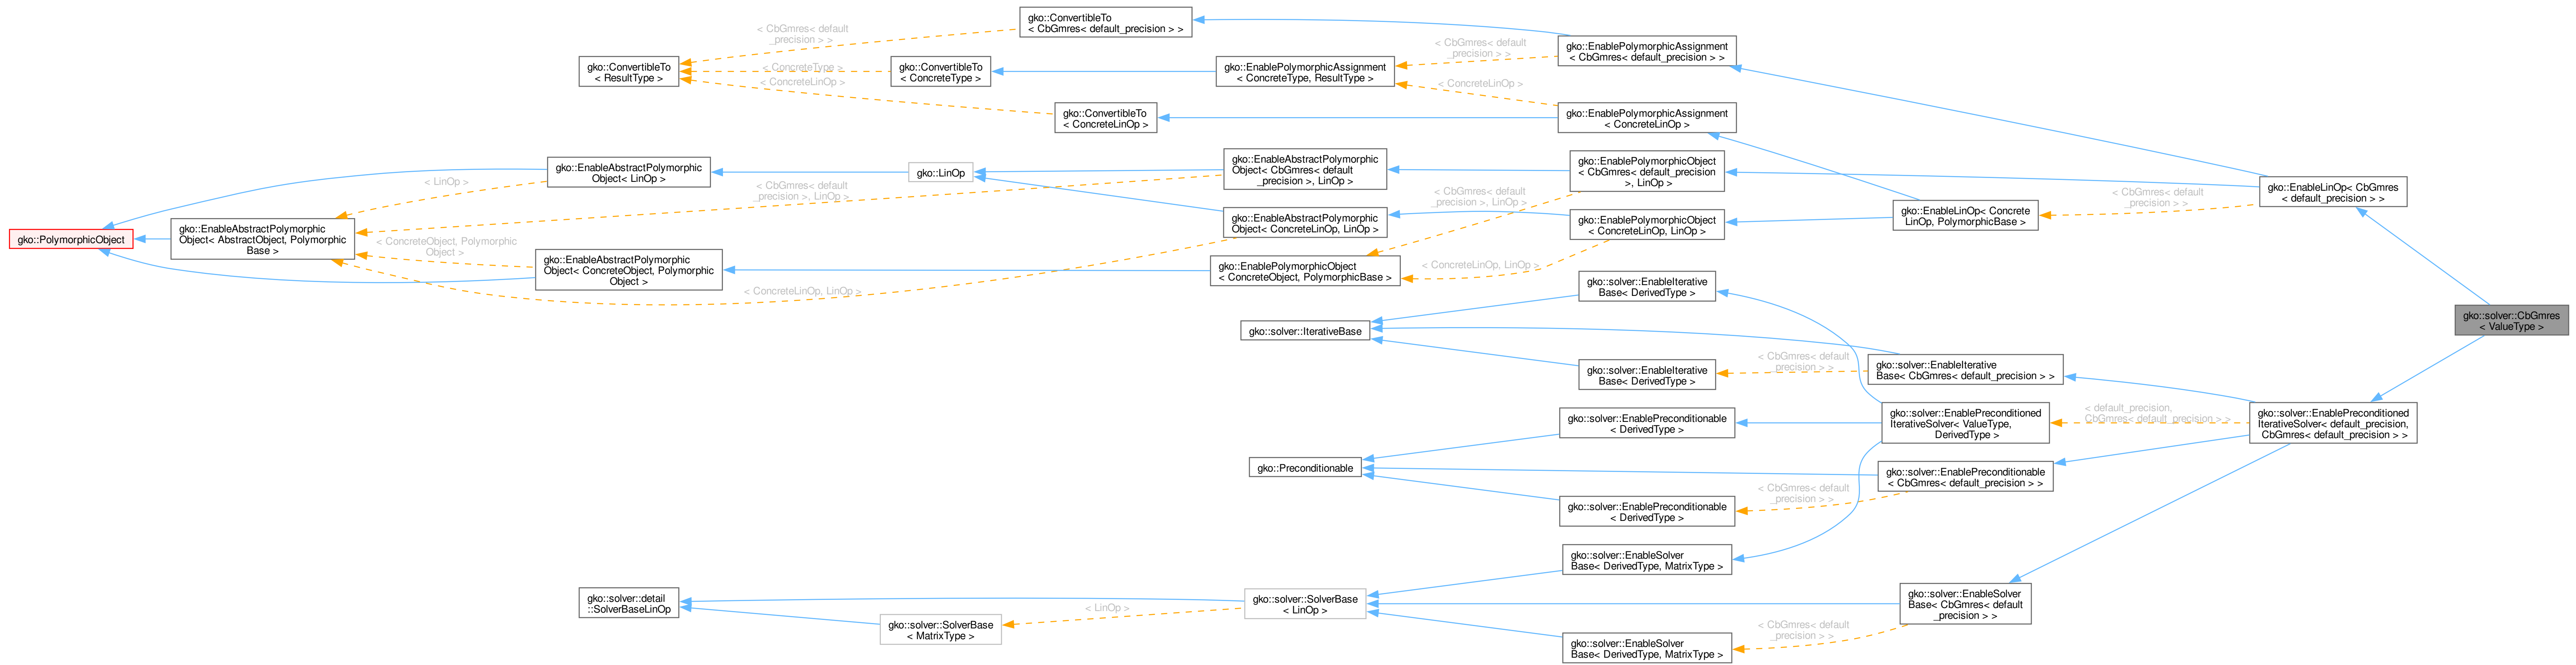 gko::ConvertibleTo
< CbGmres< default_precision > >
< CbGmres< default
_precision > >
gko::EnablePolymorphicAssignment
< CbGmres< default_precision > >
< CbGmres< default
_precision > >
gko::ConvertibleTo
< ResultType >
< ConcreteType >
gko::ConvertibleTo
< ConcreteType >
gko::EnablePolymorphicAssignment
< ConcreteType, ResultType >
< ConcreteLinOp >
< ConcreteLinOp >
gko::ConvertibleTo
< ConcreteLinOp >
gko::EnablePolymorphicAssignment
< ConcreteLinOp >
gko::EnableAbstractPolymorphic
Object< LinOp >
gko::LinOp
gko::EnableAbstractPolymorphic
Object< CbGmres< default
_precision >, LinOp >
gko::EnablePolymorphicObject
< CbGmres< default_precision
>, LinOp >
gko::EnableLinOp< CbGmres
< default_precision > >
< LinOp >
< CbGmres< default
_precision >, LinOp >
< CbGmres< default
_precision >, LinOp >
< CbGmres< default
_precision > >
gko::EnableLinOp< Concrete
LinOp, PolymorphicBase >
gko::EnableAbstractPolymorphic
Object< ConcreteLinOp, LinOp >
gko::EnablePolymorphicObject
< ConcreteLinOp, LinOp >
gko::PolymorphicObject
gko::EnableAbstractPolymorphic
Object< AbstractObject, Polymorphic
Base >
< ConcreteObject, Polymorphic
Object >
gko::EnableAbstractPolymorphic
Object< ConcreteObject, Polymorphic
Object >
gko::EnablePolymorphicObject
< ConcreteObject, PolymorphicBase >
< ConcreteLinOp, LinOp >
< ConcreteLinOp, LinOp >
gko::solver::EnableIterative
Base< DerivedType >
gko::solver::IterativeBase
gko::solver::CbGmres
< ValueType >
gko::solver::EnableIterative
Base< DerivedType >
< CbGmres< default
_precision > >
gko::solver::EnableIterative
Base< CbGmres< default_precision > >
gko::solver::EnablePreconditionable
< DerivedType >
gko::solver::EnablePreconditioned
IterativeSolver< ValueType,
DerivedType >
< default_precision,
CbGmres< default_precision > >
gko::solver::EnablePreconditioned
IterativeSolver< default_precision,
CbGmres< default_precision > >
gko::Preconditionable
gko::solver::EnablePreconditionable
< CbGmres< default_precision > >
< CbGmres< default
_precision > >
gko::solver::EnablePreconditionable
< DerivedType >
gko::solver::EnableSolver
Base< DerivedType, MatrixType >
gko::solver::detail
::SolverBaseLinOp
gko::solver::SolverBase
< MatrixType >
< LinOp >
gko::solver::SolverBase
< LinOp >
gko::solver::EnableSolver
Base< CbGmres< default
_precision > >
< CbGmres< default
_precision > >
gko::solver::EnableSolver
Base< DerivedType, MatrixType >